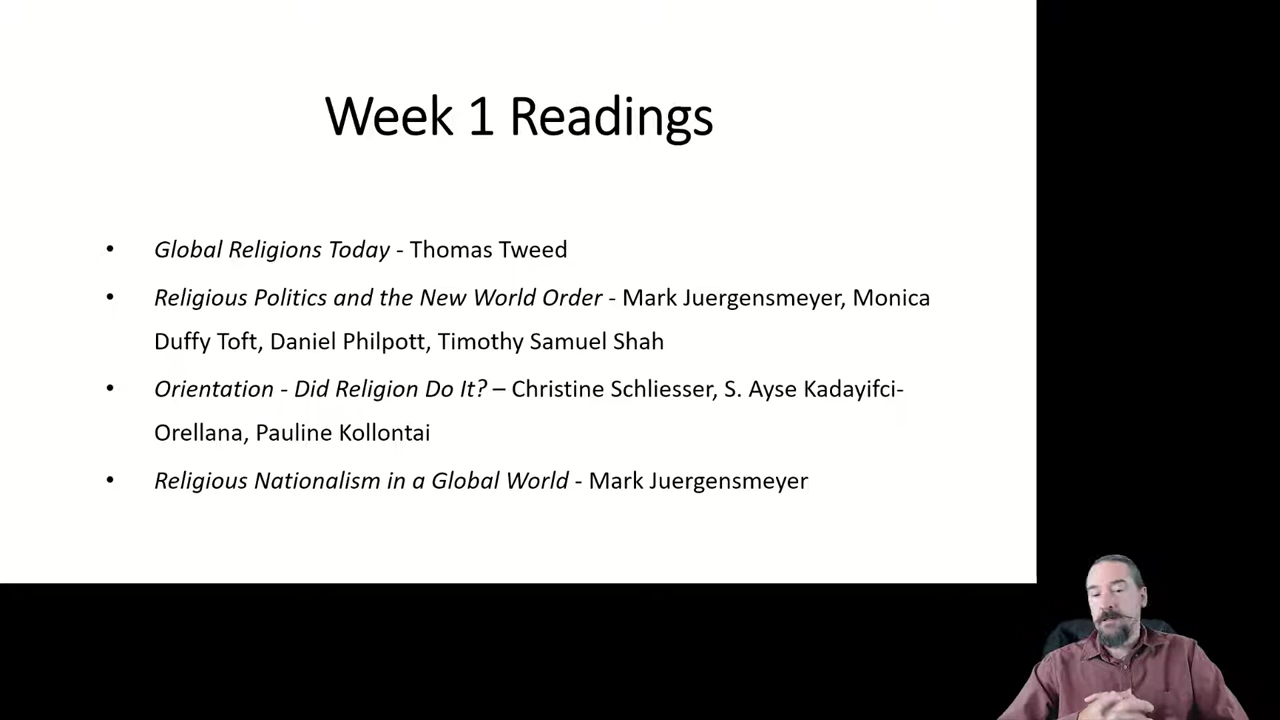 Week 1 Readings
• Global Religions Today - Thomas Tweed
• Religious Politics and the New World Order - Mark Juergensmeyer, Monica
Duffy Toft, Daniel Philpott, Timothy Samuel Shah
• Orientation - Did Religion Do It? – Christine Schliesser, S. Ayse Kadayifci-
Orellana, Pauline Kollontai
• Religious Nationalism in a Global World - Mark Juergensmeyer